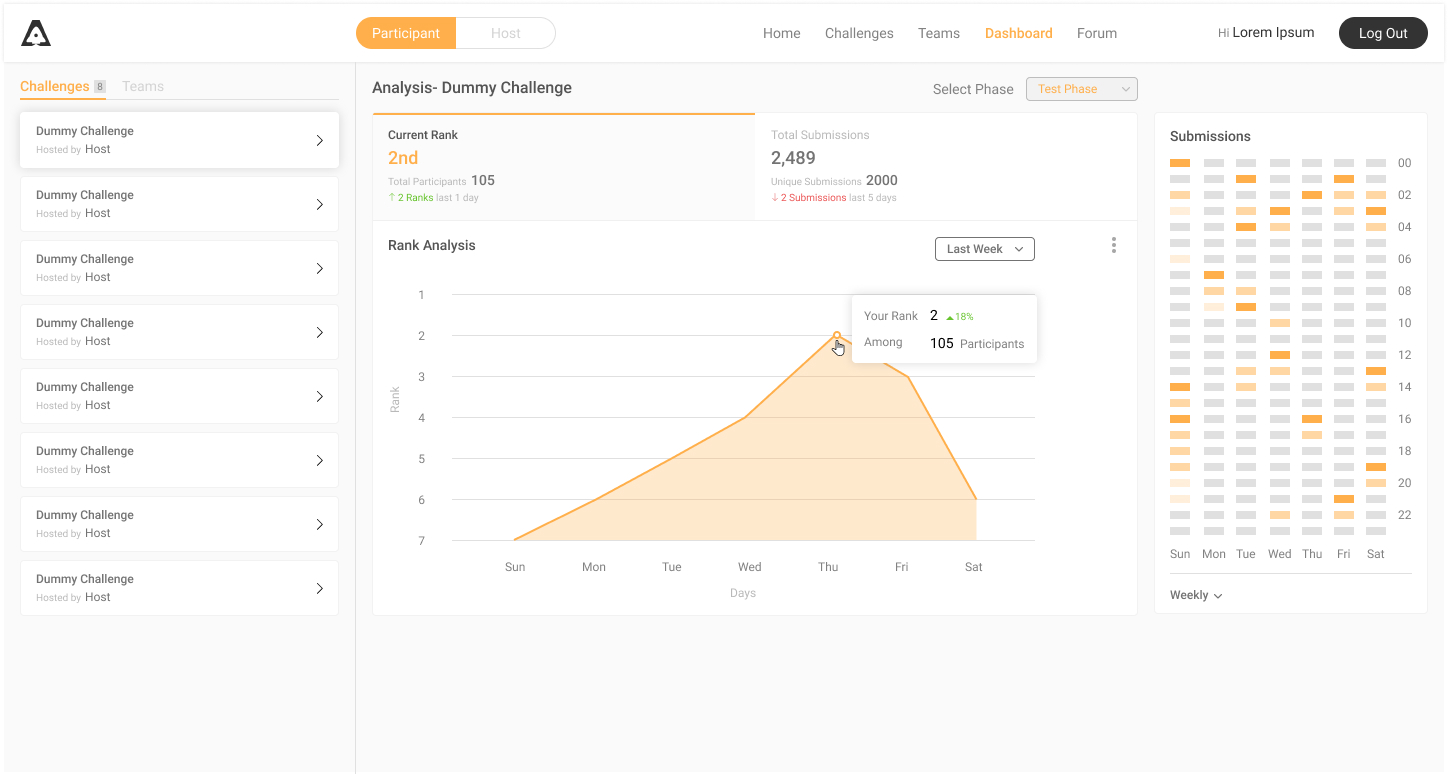 Participant
Host
Home
Challenges
Teams
Dashboard
Forum
Hi Lorem Ipsum
Log Out
Challenges 8
Teams
Dummy Challenge
Hosted by Host
Dummy Challenge
Hosted by Host
Dummy Challenge
Hosted by Host
Dummy Challenge
Hosted by Host
Dummy Challenge
Hosted by Host
Dummy Challenge
Hosted by Host
Dummy Challenge
Hosted by Host
Dummy Challenge
Hosted by Host
Analysis- Dummy Challenge
Select Phase
Test Phase
Current Rank
2nd
Total Participants 105
↑ 2 Ranks last 1 day
Total Submissions
2,489
Unique Submissions 2000
↓ 2 Submissions last 5 days
Rank Analysis
Last Week
1
2
3
4
5
6
7
Rank
Your Rank 2 18%
Among 105 Participants
Sun Mon Tue Wed Thu Fri Sat
Days
Submissions
00
02
04
06
08
10
12
14
16
18
20
22
Sun Mon Tue Wed Thu Fri Sat
Weekly